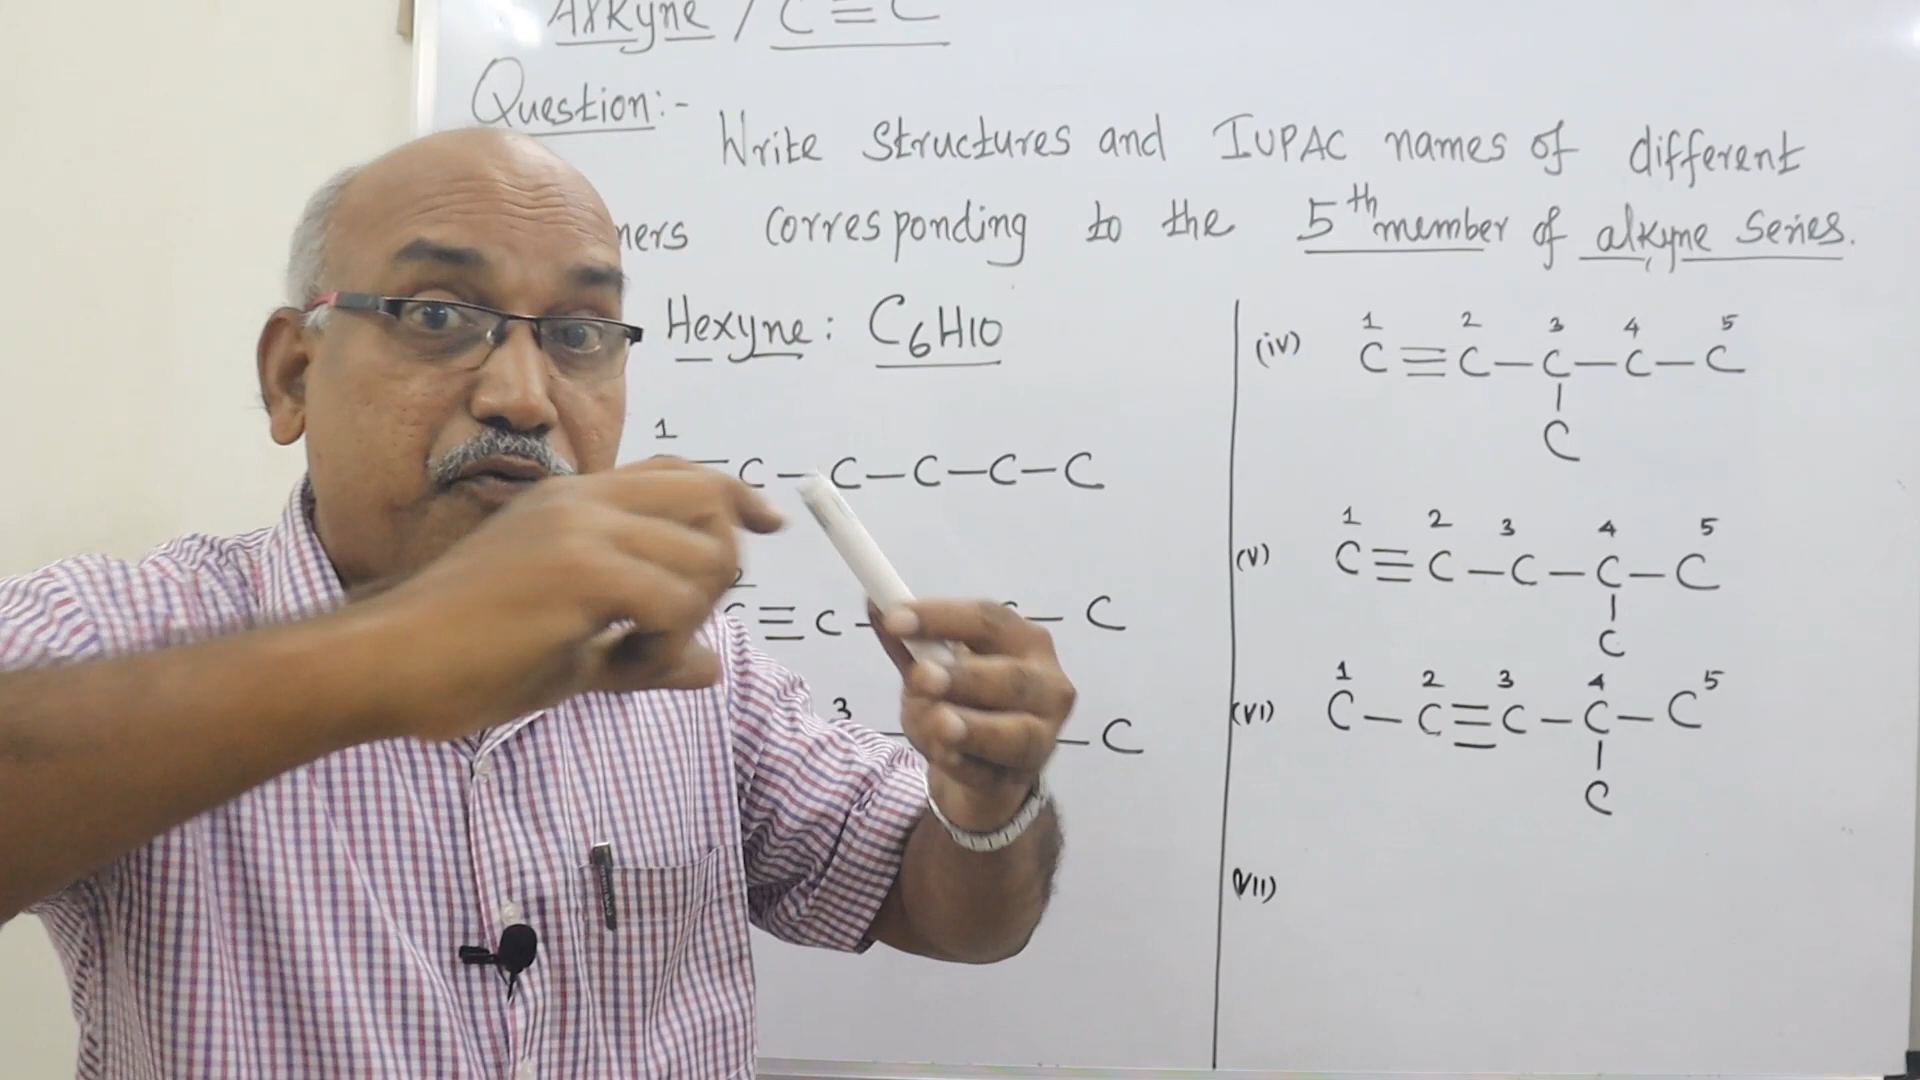 Alkyne / C≡C
Question:-
Write Structures and IUPAC names of different
mers corresponding to the 5th member of alkyne Series.
Hexyne: C6H10
1
C—C—C—C—C
2
C≡C—
— C
3
—C
(iv)
1 2 3 4 5
C≡C—C—C—C
|
C
(V)
1 2 3 4 5
C≡C—C—C—C
|
C
(VI)
1 2 3 4 5
C—C≡C—C—C
|
C
(VII)